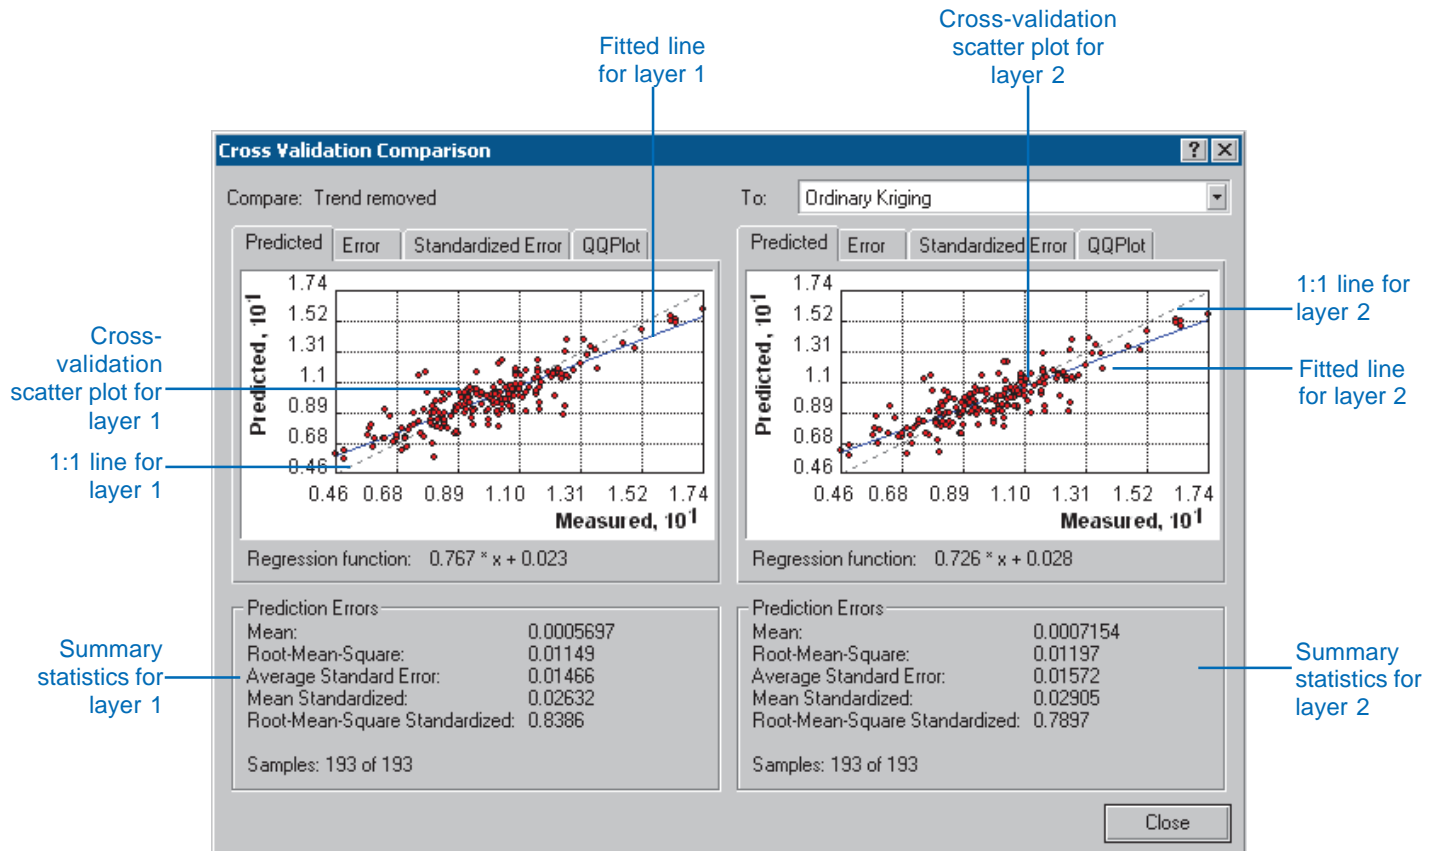 Cross-validation
scatter plot for
layer 2
Fitted line
for layer 1
Cross Validation Comparison
Compare: Trend removed
To: Ordinary Kriging
Predicted Error Standardized Error QQPlot
Predicted, 10-1
1.74
1.52
1.31
1.1
0.89
0.68
0.46
0.46 0.68 0.89 1.10 1.31 1.52 1.74
Measured, 10-1
Regression function: 0.767 * x + 0.023
Predicted Error Standardized Error QQPlot
Predicted, 10-1
1.74
1.52
1.31
1.1
0.89
0.68
0.46
0.46 0.68 0.89 1.10 1.31 1.52 1.74
Measured, 10-1
Regression function: 0.726 * x + 0.028
Cross-
validation
scatter plot for
layer 1
1:1 line for
layer 1
1:1 line for
layer 2
Fitted line
for layer 2
Prediction Errors
Mean: 0.0005697
Root-Mean-Square: 0.01149
Average Standard Error: 0.01466
Mean Standardized: 0.02632
Root-Mean-Square Standardized: 0.8386
Samples: 193 of 193
Prediction Errors
Mean: 0.0007154
Root-Mean-Square: 0.01197
Average Standard Error: 0.01572
Mean Standardized: 0.02905
Root-Mean-Square Standardized: 0.7897
Samples: 193 of 193
Summary
statistics for
layer 1
Summary
statistics for
layer 2
Close